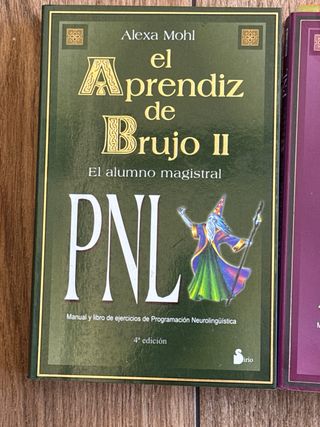 Alexa Mohl
el
Aprendiz
de
Brujo II
El alumno magistral
PNL
Manual y libro de ejercicios de Programación Neurolingüística
4ª edición
Sirio